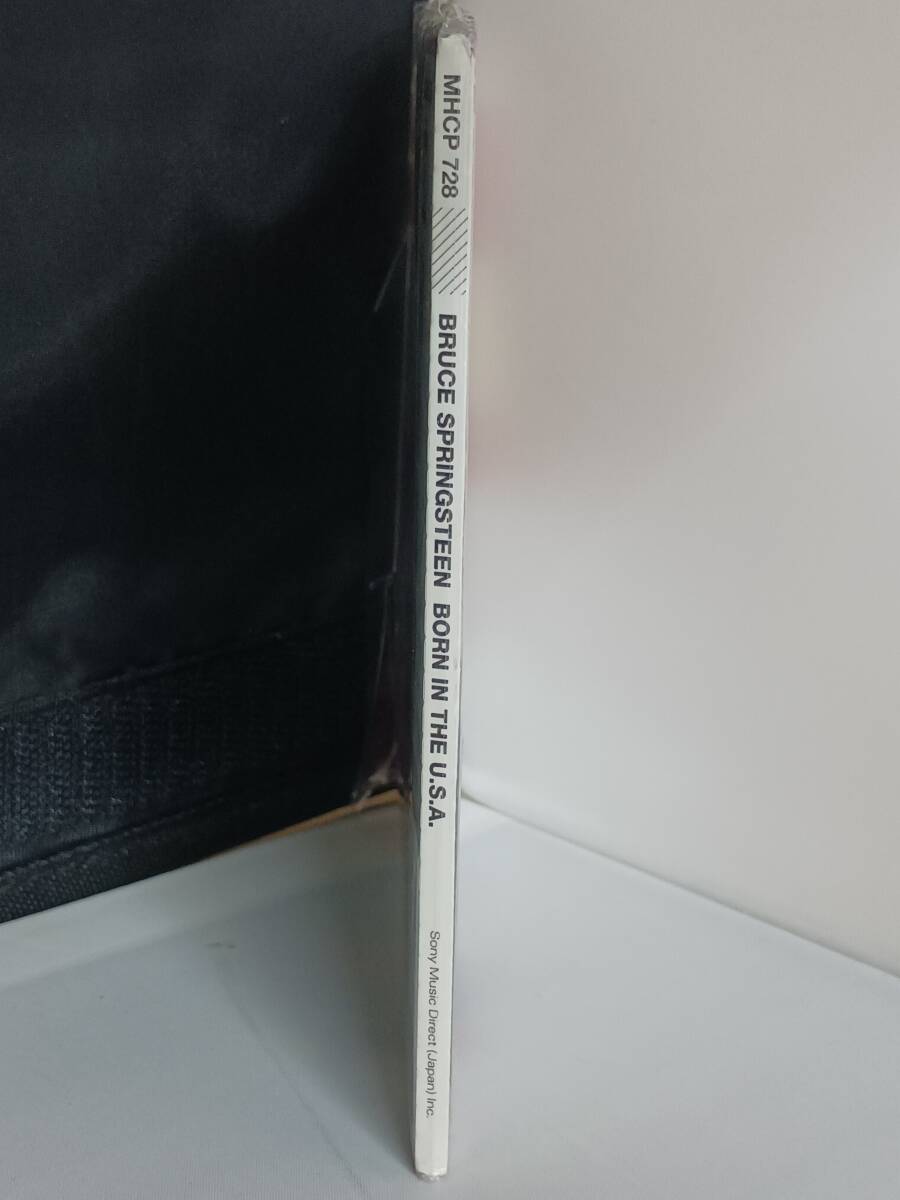 MHCP 728
BRUCE SPRINGSTEEN BORN IN THE U.S.A.
Sony Music Direct (Japan) Inc.